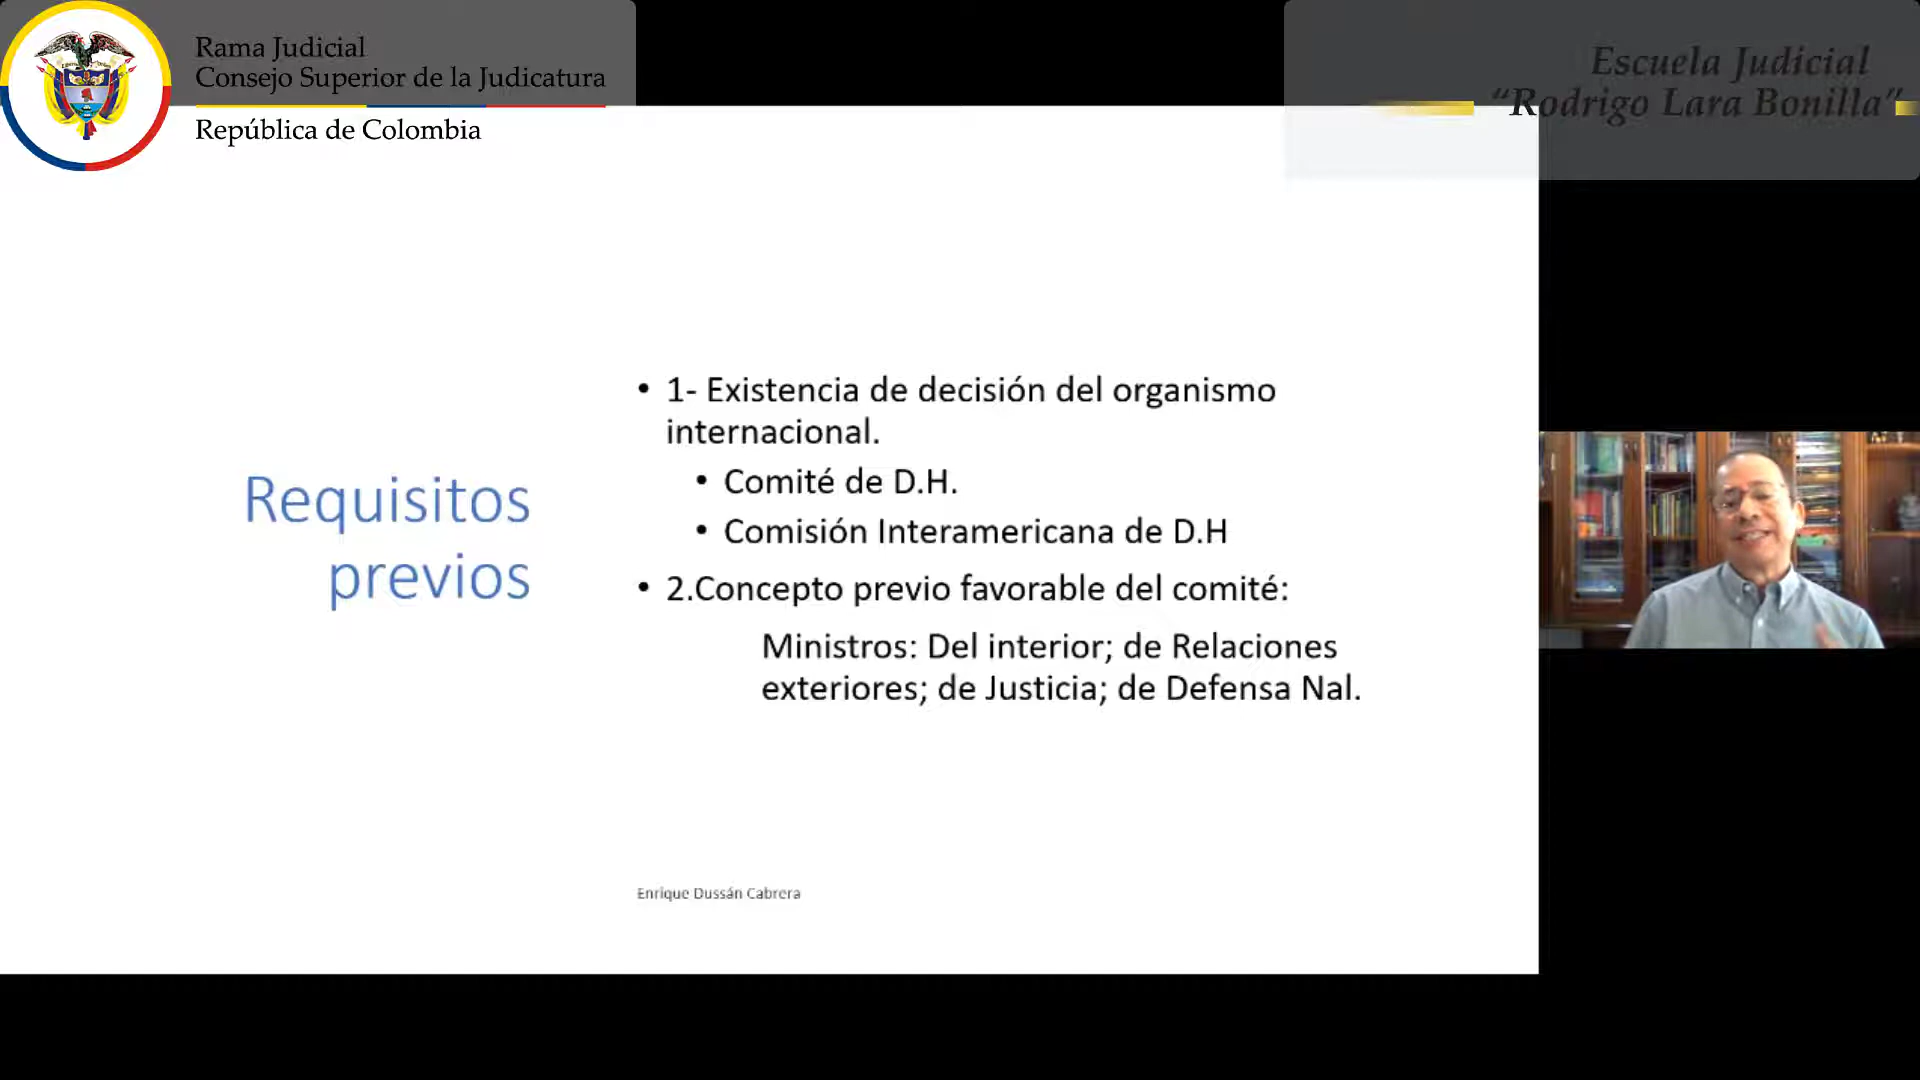 Rama Judicial
Consejo Superior de la Judicatura
República de Colombia
Escuela Judicial
“Rodrigo Lara Bonilla”
Requisitos
previos
• 1- Existencia de decisión del organismo
internacional.
• Comité de D.H.
• Comisión Interamericana de D.H
• 2.Concepto previo favorable del comité:
Ministros: Del interior; de Relaciones
exteriores; de Justicia; de Defensa Nal.
Enrique Dussán Cabrera